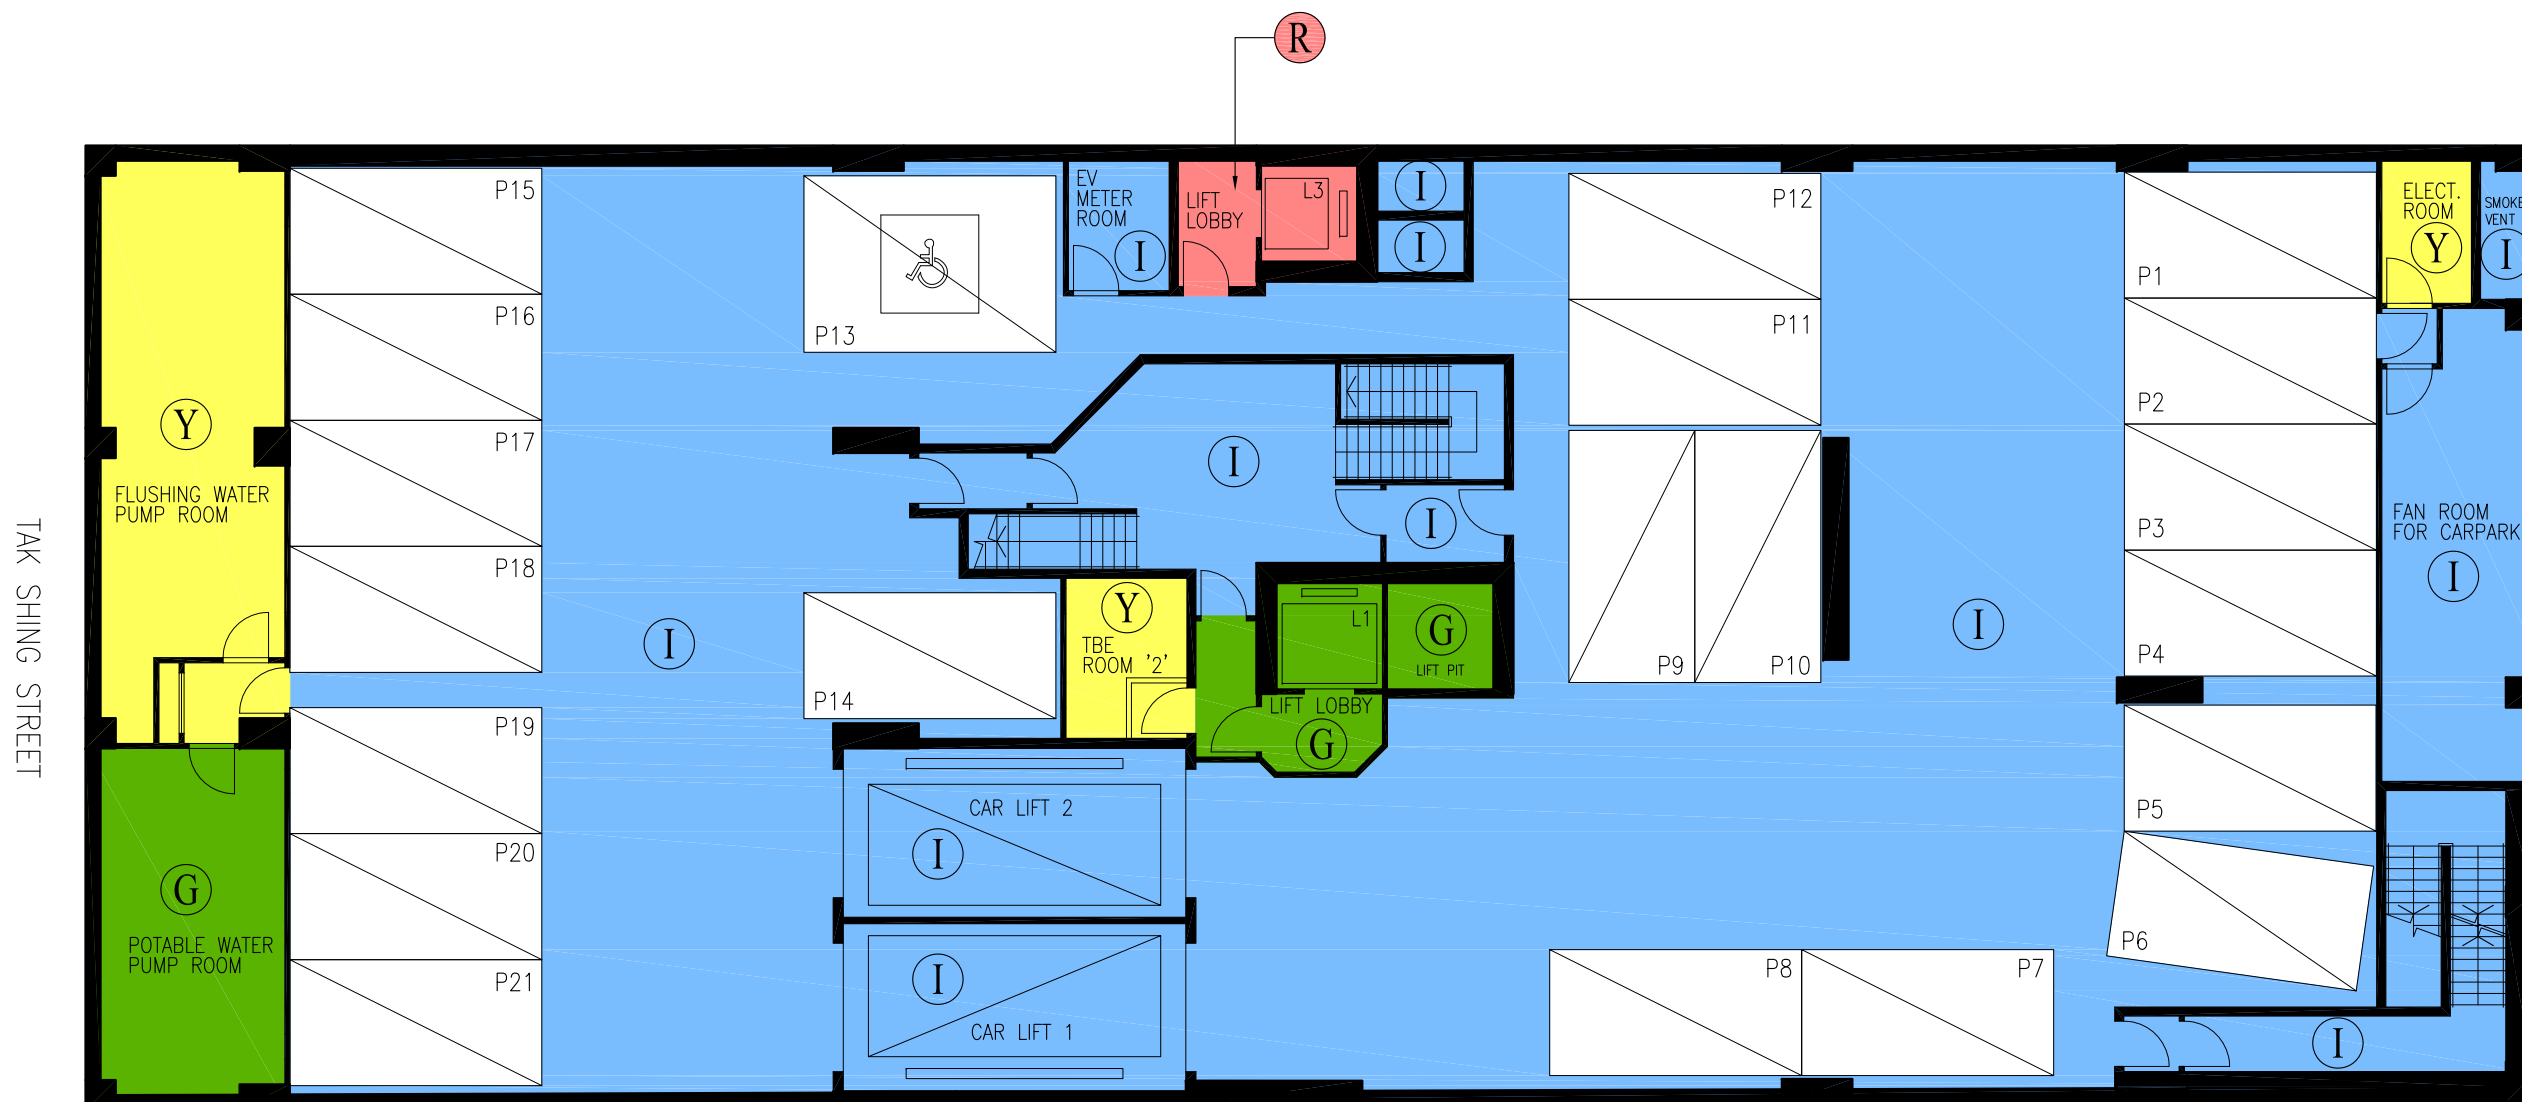 R
P15
EV
METER
ROOM
I
LIFT
LOBBY
L3
I
I
P12
P1
ELECT.
ROOM
Y
SMOKE
VENT
I
P16
P13
P11
P2
Y
P17
I
FLUSHING WATER
PUMP ROOM
I
P3
FAN ROOM
FOR CARPARK
I
TAK SHING STREET
P18
I
Y
TBE
ROOM '2'
L1
G
LIFT PIT
P9
P10
I
P4
P14
LIFT LOBBY
G
P19
CAR LIFT 2
I
P5
P20
G
POTABLE WATER
PUMP ROOM
P6
P21
I
CAR LIFT 1
P8
P7
I